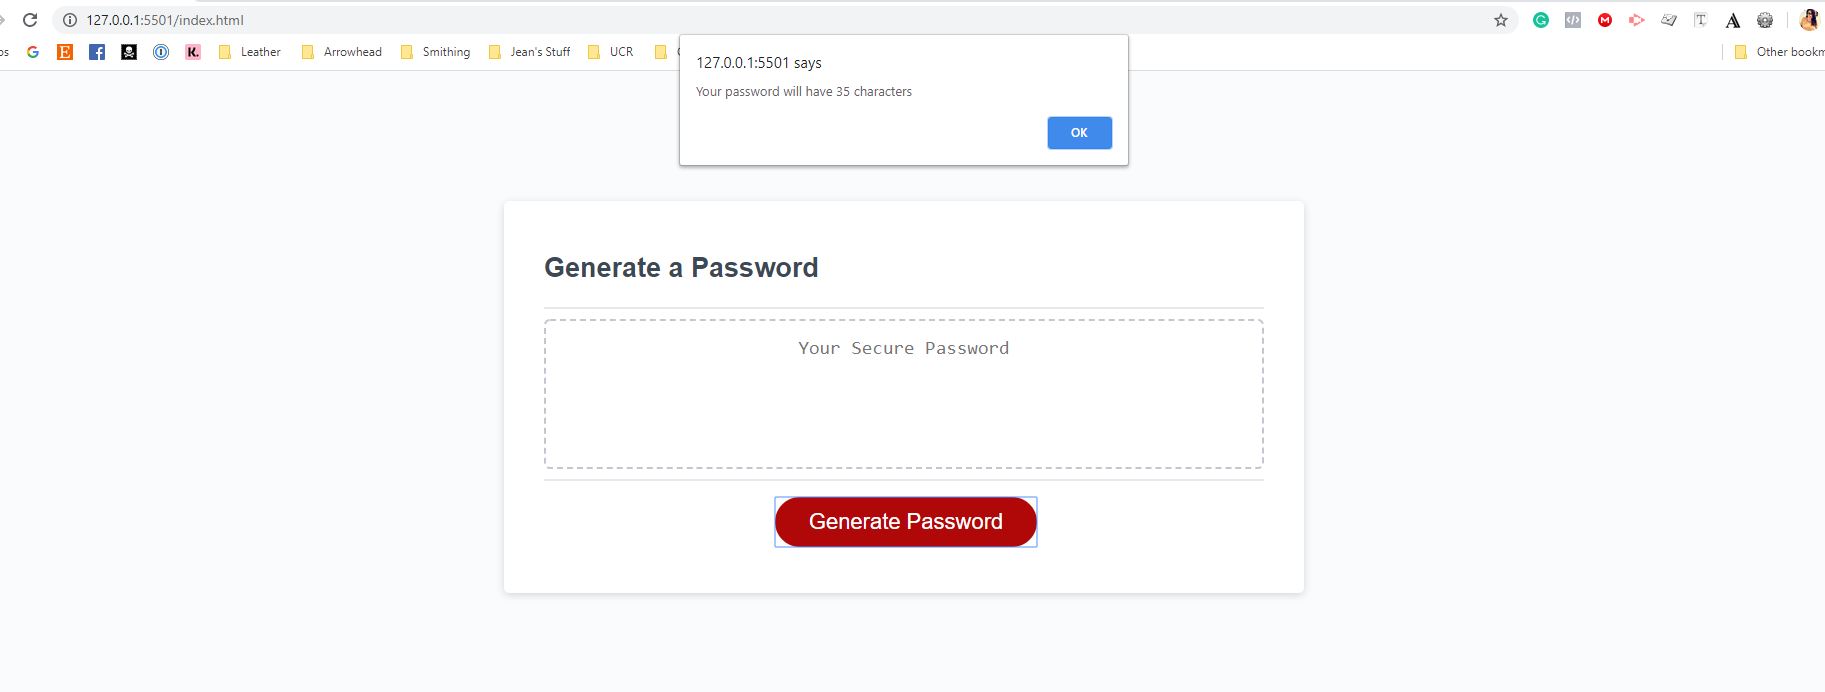 127.0.0.1:5501/index.html
os
G
E
f
K.
Leather
Arrowhead
Smithing
Jean's Stuff
UCR
Other bookm
127.0.0.1:5501 says
Your password will have 35 characters
OK
Generate a Password
Your Secure Password
Generate Password